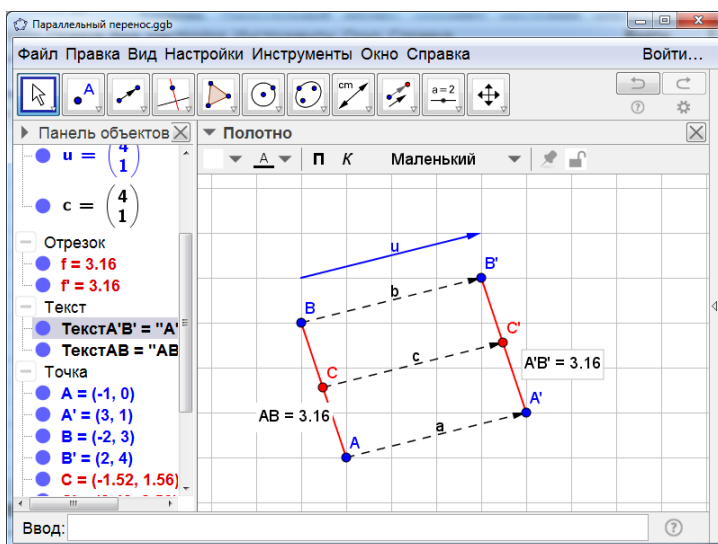 Параллельный перенос.ggb
Файл Правка Вид Настройки Инструменты Окно Справка Войти...
A cm a = 2
Панель объектов Полотно
A П К Маленький
u = (4 1)
c = (4 1)
Отрезок
f = 3.16
f' = 3.16
Текст
ТекстA'B' = "A'
ТекстAB = "AB
Точка
A = (-1, 0)
A' = (3, 1)
B = (-2, 3)
B' = (2, 4)
C = (-1.52, 1.56)
u
B'
b
B
C'
c
A'B' = 3.16
C
A'
AB = 3.16
a
A
Ввод: